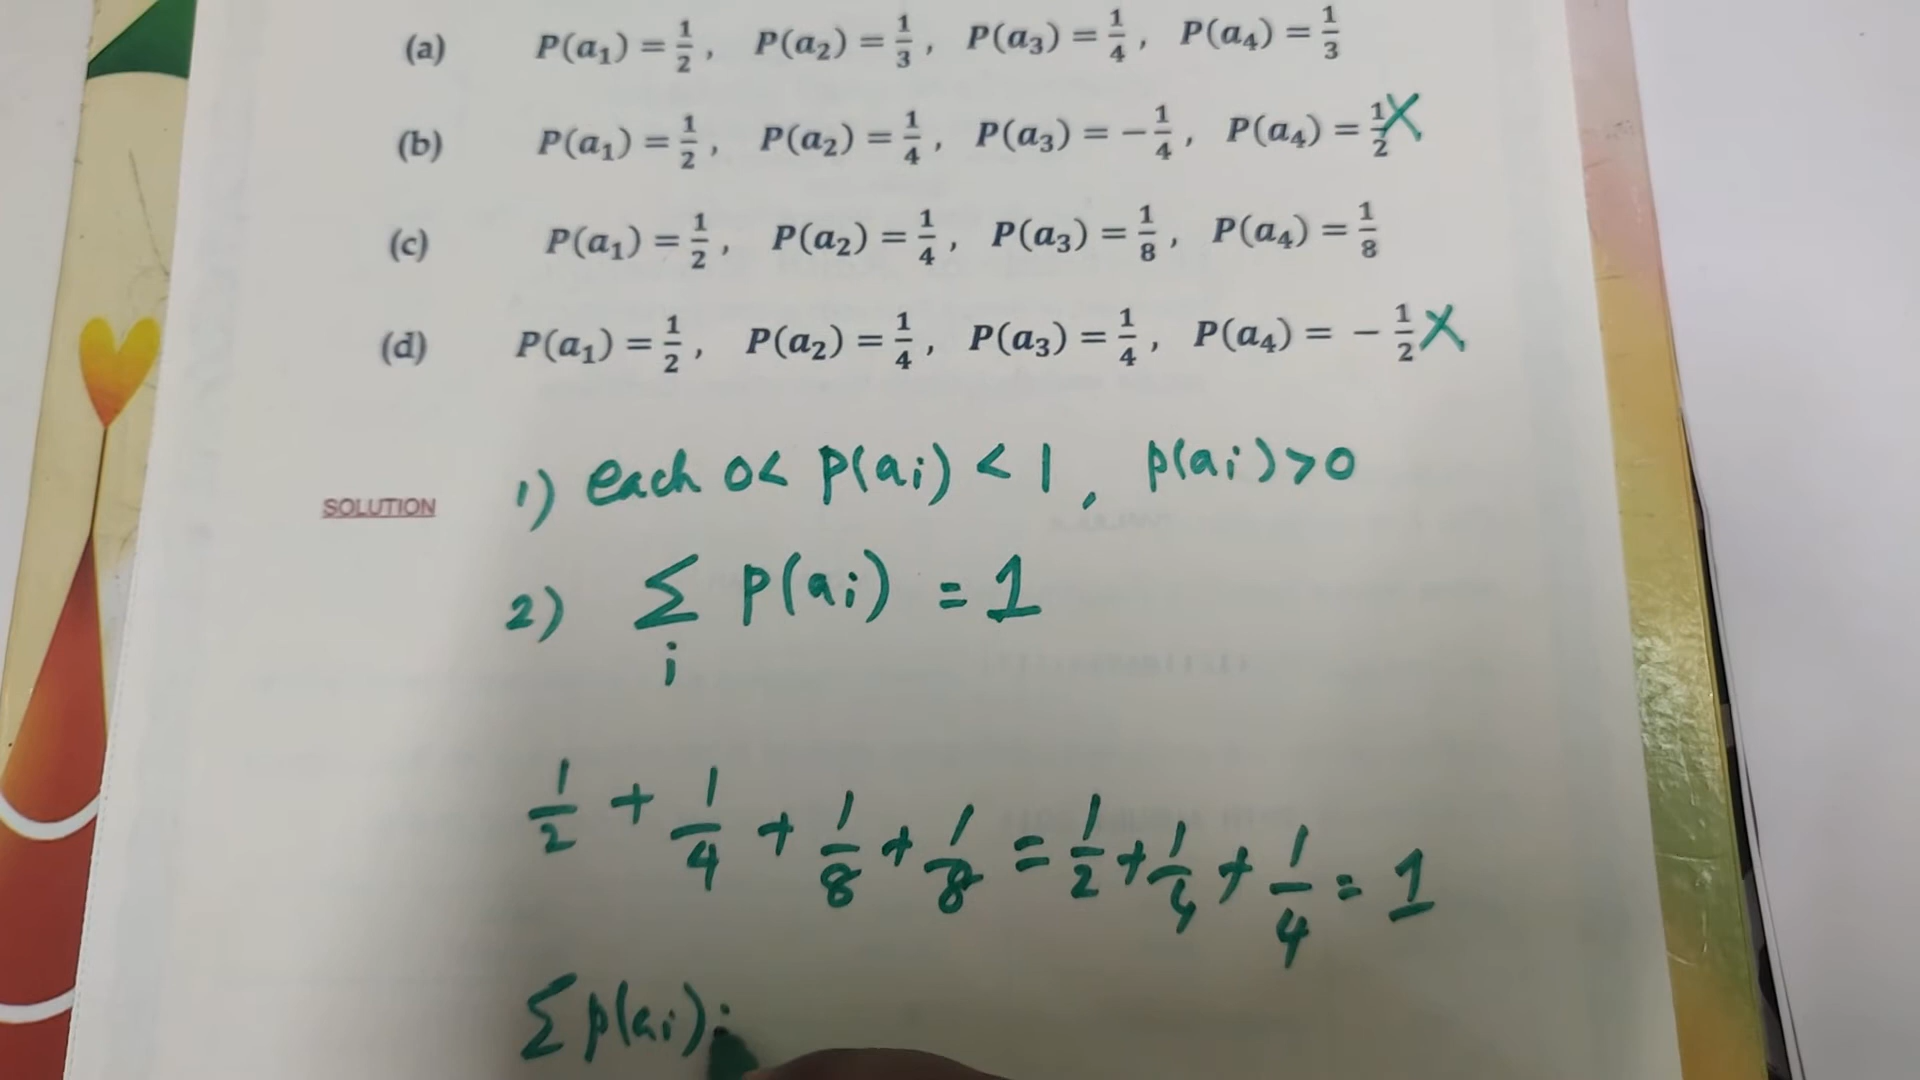 (a) P(a₁) = 1/2 , P(a₂) = 1/3 , P(a₃) = 1/4 , P(a₄) = 1/3
(b) P(a₁) = 1/2 , P(a₂) = 1/4 , P(a₃) = −1/4 , P(a₄) = 1/2 X
(c) P(a₁) = 1/2 , P(a₂) = 1/4 , P(a₃) = 1/8 , P(a₄) = 1/8
(d) P(a₁) = 1/2 , P(a₂) = 1/4 , P(a₃) = 1/4 , P(a₄) = − 1/2 X
SOLUTION 1) each 0< p(ai) < 1 , p(ai) > 0
2) Σ p(ai) = 1
i
1/2 + 1/4 + 1/8 + 1/8 = 1/2 + 1/4 + 1/4 = 1
Σ p(ai)